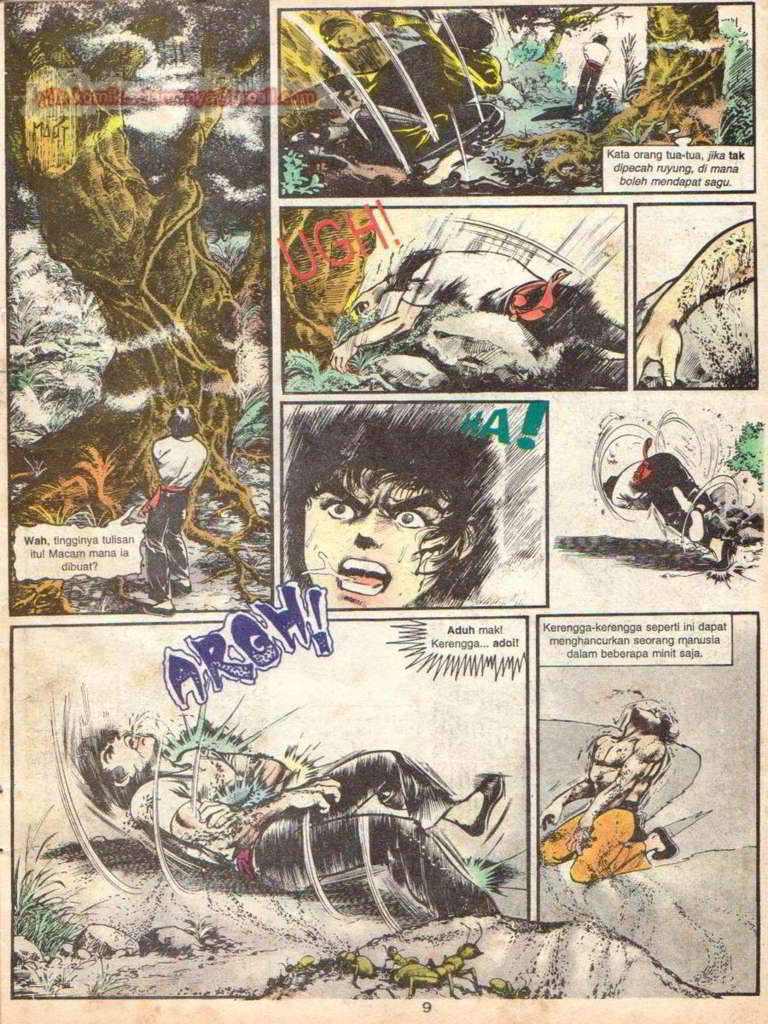 MAUT
Wah, tingginya tulisan
itu! Macam mana ia
dibuat?
Kata orang tua-tua, jika tak
dipecah ruyung, di mana
boleh mendapat sagu.
UGH!
HA!
ARGH!
Aduh mak!
Kerengga... adoi!
Kerengga-kerengga seperti ini dapat
menghancurkan seorang manusia
dalam beberapa minit saja.
9